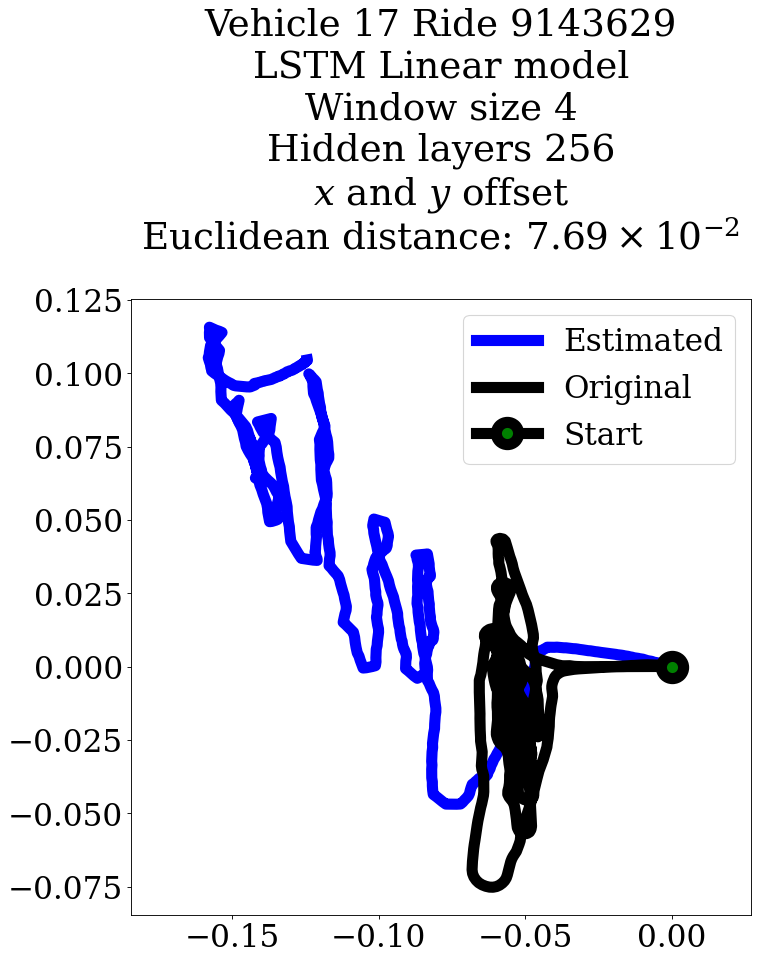 Vehicle 17 Ride 9143629
LSTM Linear model
Window size 4
Hidden layers 256
x and y offset
Euclidean distance: 7.69 × 10⁻²
0.125
0.100
0.075
0.050
0.025
0.000
−0.025
−0.050
−0.075
Estimated
Original
Start
−0.15 −0.10 −0.05 0.00